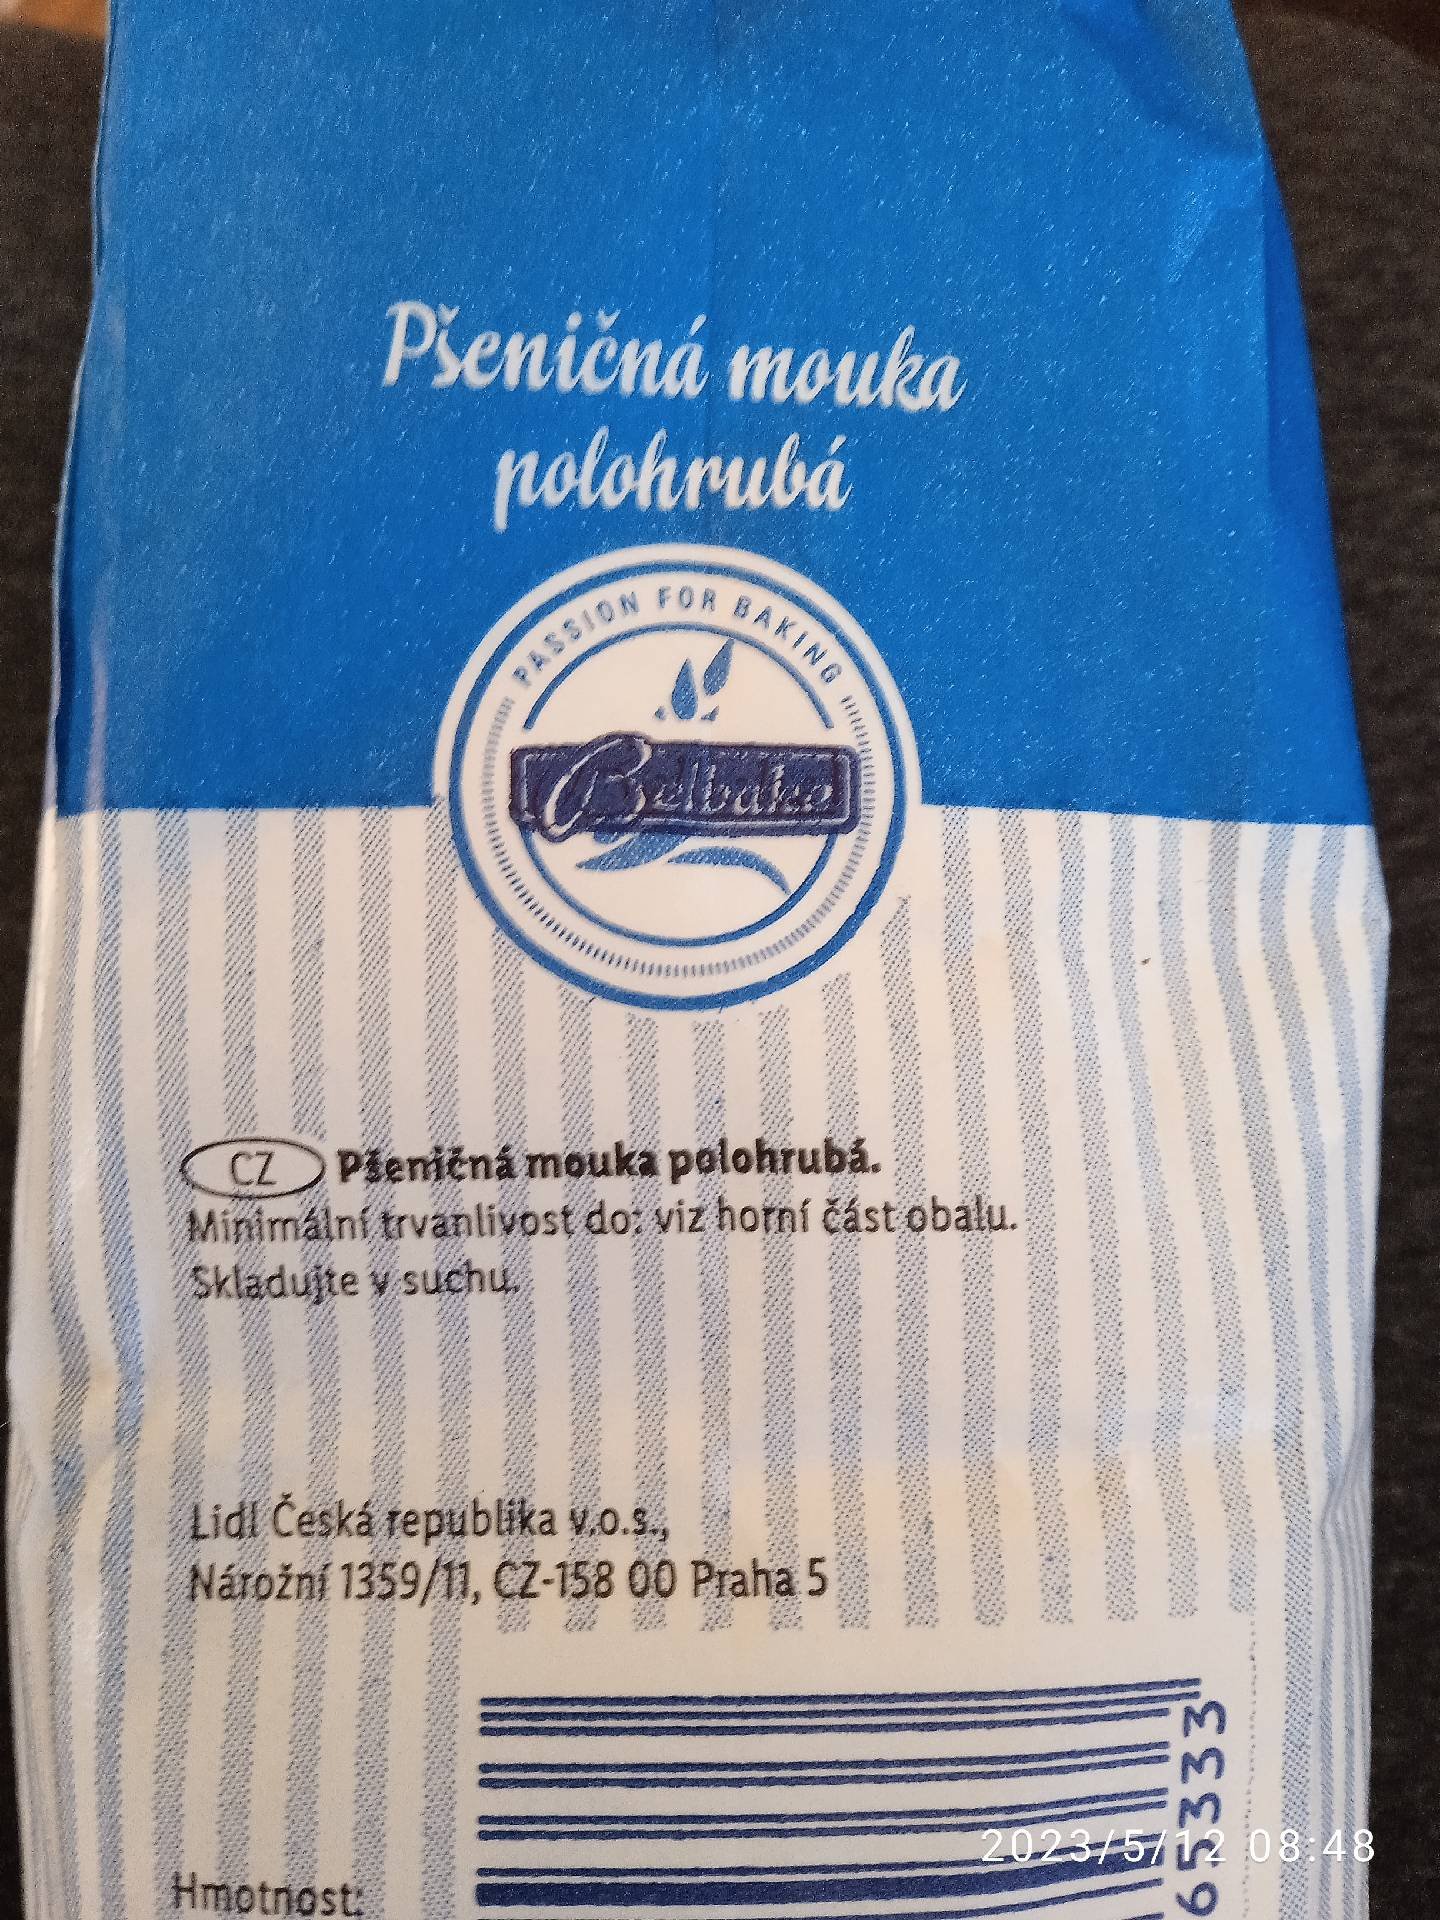 Pšeničná mouka
polohrubá
PASSION FOR BAKING
Belbake
CZ Pšeničná mouka polohrubá.
Minimální trvanlivost do: viz horní část obalu.
Skladujte v suchu.
Lidl Česká republika v.o.s.,
Nárožní 1359/11, CZ-158 00 Praha 5
65333
2023/5/12 08:48
Hmotnost: